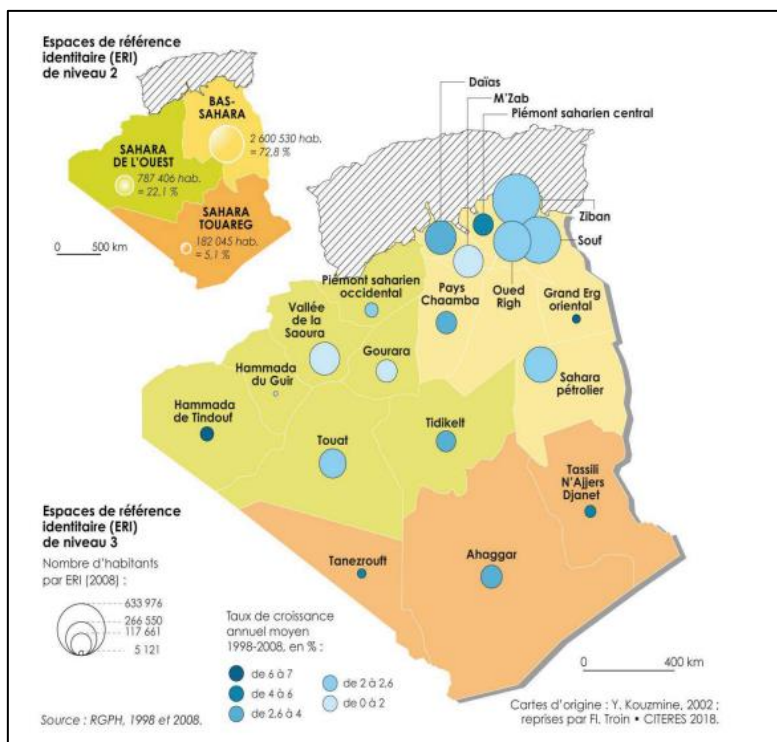 Espaces de référence
identitaire (ERI)
de niveau 2
BAS-
SAHARA
2 600 530 hab.
= 72,8 %
SAHARA
DE L'OUEST
787 406 hab.
= 22,1 %
SAHARA
TOUAREG
182 045 hab.
= 5,1 %
0 500 km
Daïas
M'Zab
Piémont saharien central
Ziban
Souf
Piémont saharien
occidental
Pays
Chaamba
Oued
Righ
Grand Erg
oriental
Vallée
de la
Saoura
Gourara
Hammada
du Guir
Sahara
pétrolier
Hammada
de Tindouf
Touat
Tidikelt
Tassili
N'Ajjers
Djanet
Tanezrouft
Ahaggar
Espaces de référence
identitaire (ERI)
de niveau 3
Nombre d'habitants
par ERI (2008) :
633 976
266 550
117 661
5 121
Taux de croissance
annuel moyen
1998-2008, en % :
de 6 à 7
de 4 à 6
de 2,6 à 4
de 2 à 2,6
de 0 à 2
0 400 km
Source : RGPH, 1998 et 2008.
Cartes d'origine : Y. Kouzmine, 2002 ;
reprises par Fl. Troin • CITERES 2018.